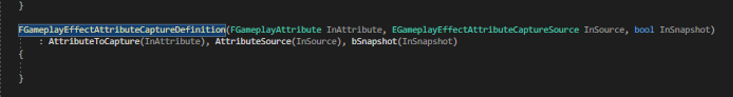 }
FGameplayEffectAttributeCaptureDefinition(FGameplayAttribute InAttribute, EGameplayEffectAttributeCaptureSource InSource, bool InSnapshot)
: AttributeToCapture(InAttribute), AttributeSource(InSource), bSnapshot(InSnapshot)
{
}